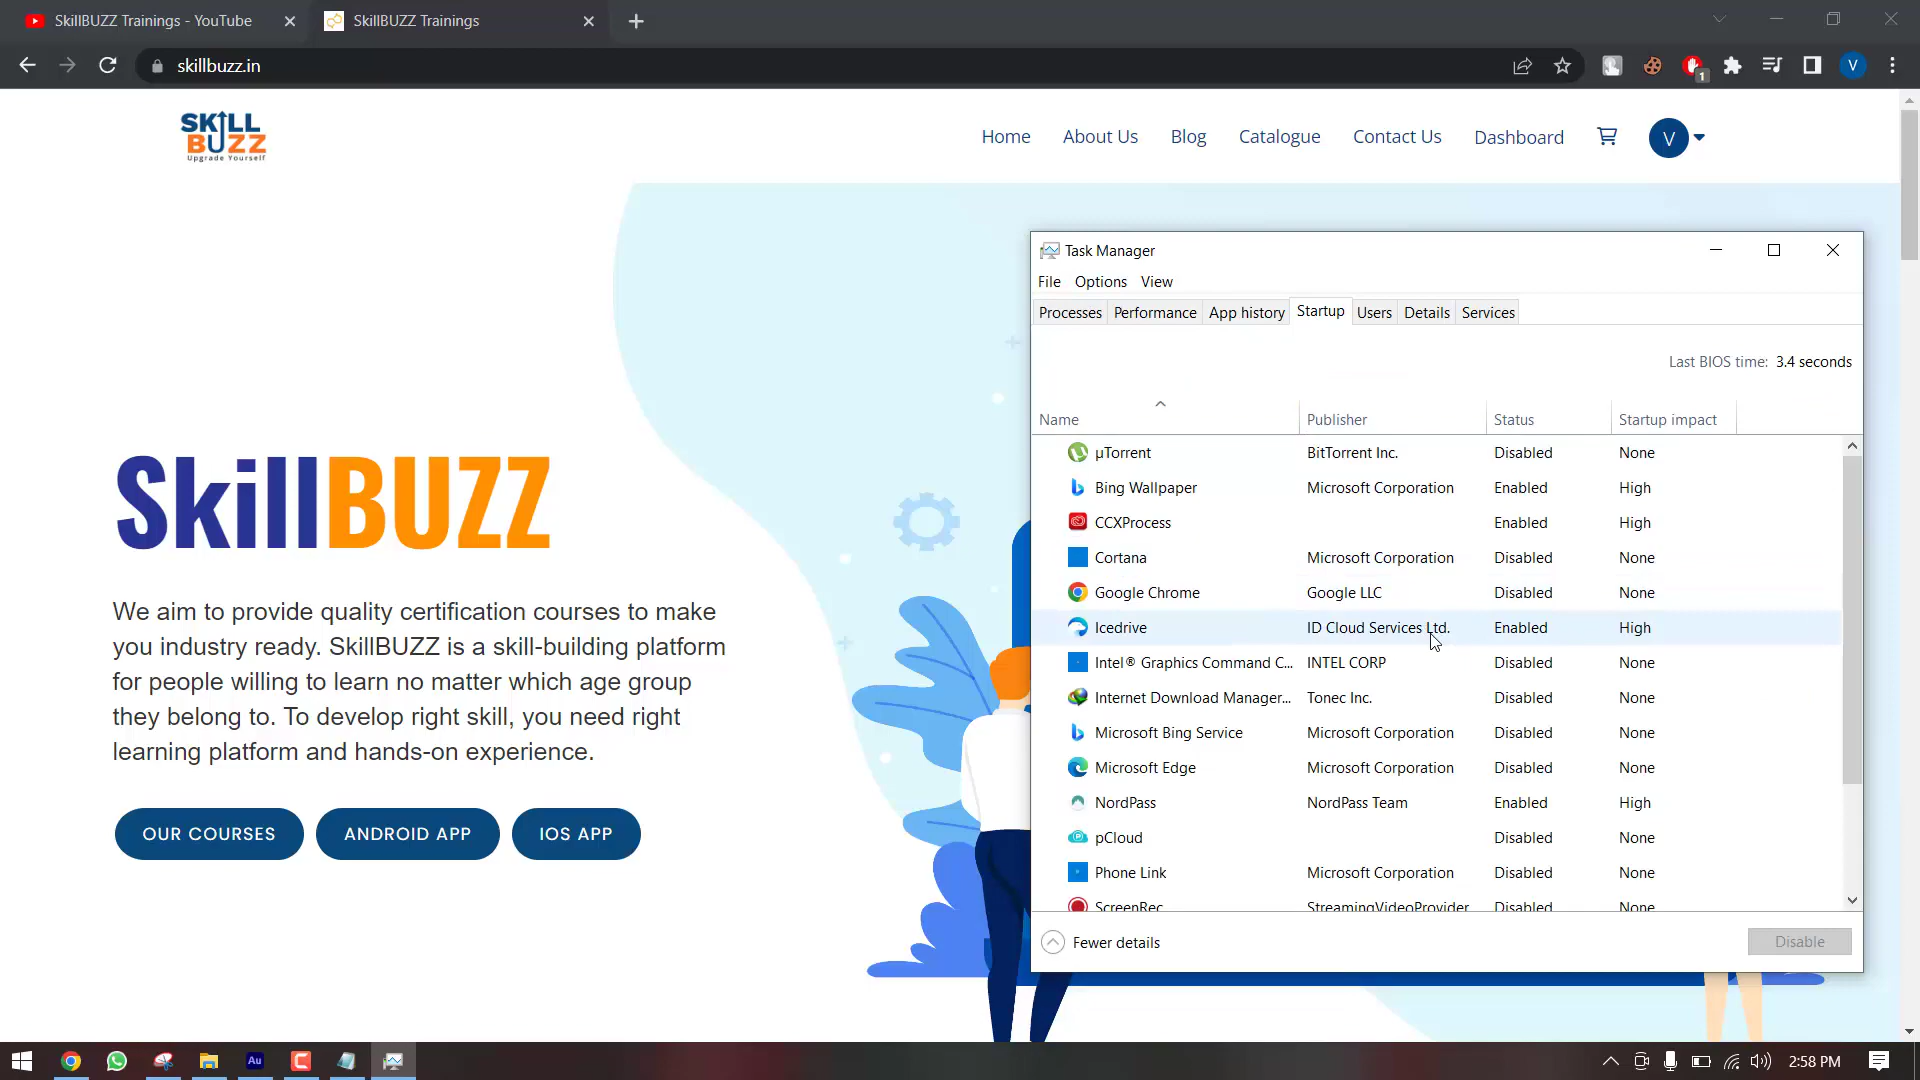 SkillBUZZ Trainings - YouTube
SkillBUZZ Trainings
skillbuzz.in
1
V
SKILL
BUZZ
Upgrade Yourself
Home
About Us
Blog
Catalogue
Contact Us
Dashboard
V
SkillBUZZ
We aim to provide quality certification courses to make
you industry ready. SkillBUZZ is a skill-building platform
for people willing to learn no matter which age group
they belong to. To develop right skill, you need right
learning platform and hands-on experience.
OUR COURSES
ANDROID APP
IOS APP
Task Manager
File Options View
Processes Performance App history Startup Users Details Services
Last BIOS time: 3.4 seconds
Name Publisher Status Startup impact
µTorrent BitTorrent Inc. Disabled None
Bing Wallpaper Microsoft Corporation Enabled High
CCXProcess Enabled High
Cortana Microsoft Corporation Disabled None
Google Chrome Google LLC Disabled None
Icedrive ID Cloud Services Ltd. Enabled High
Intel® Graphics Command C... INTEL CORP Disabled None
Internet Download Manager... Tonec Inc. Disabled None
Microsoft Bing Service Microsoft Corporation Disabled None
Microsoft Edge Microsoft Corporation Disabled None
NordPass NordPass Team Enabled High
pCloud Disabled None
Phone Link Microsoft Corporation Disabled None
ScreenRec StreamingVideoProvider Disabled None
Fewer details
Disable
Au
2:58 PM